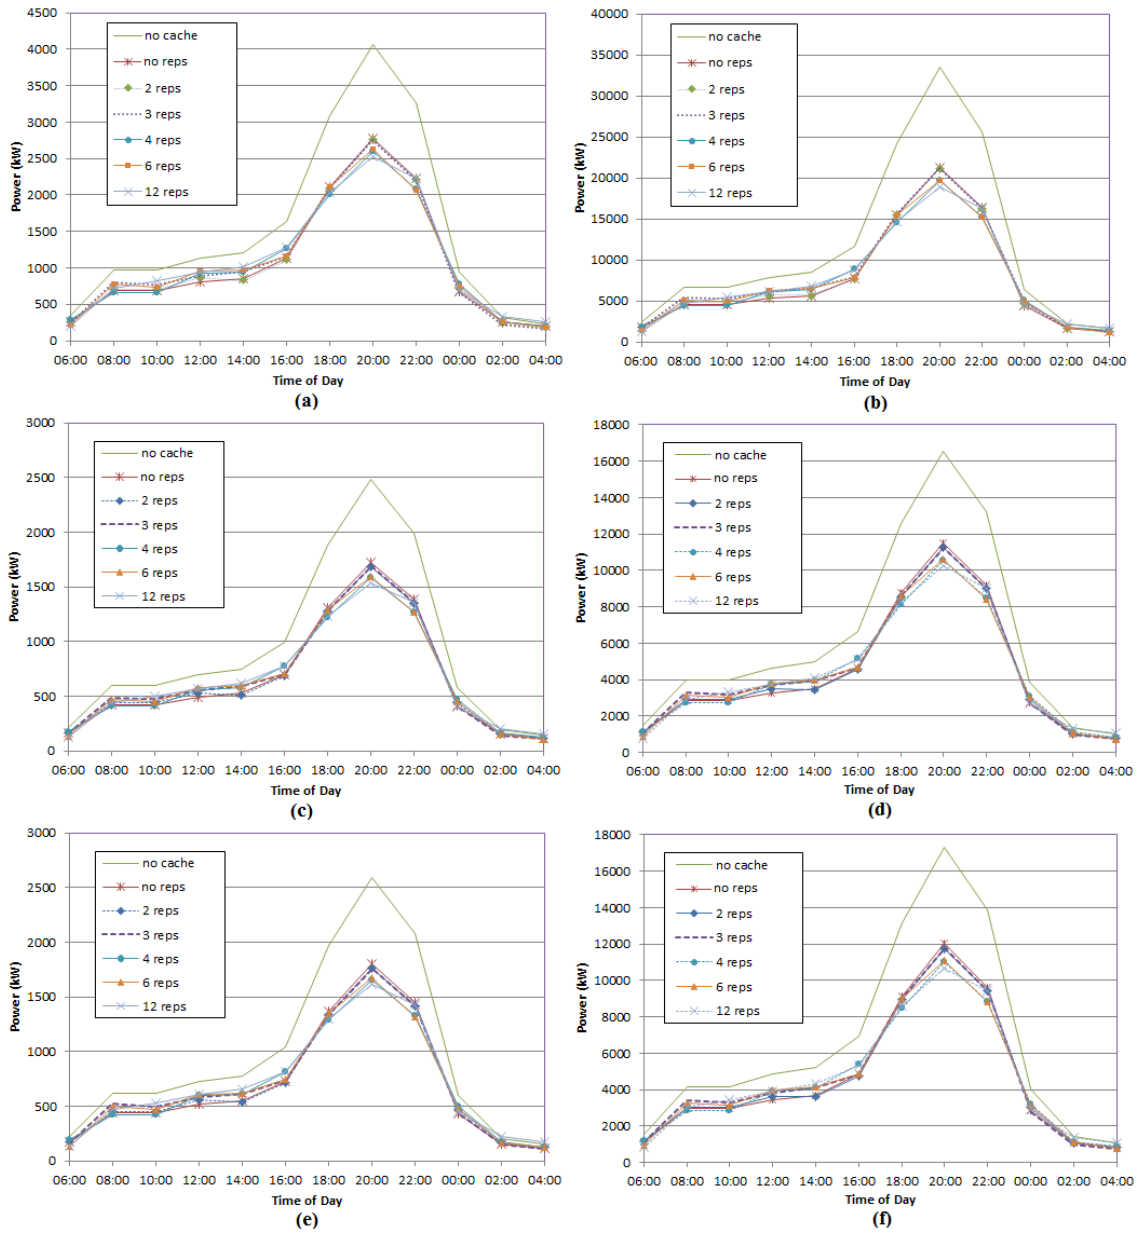 4500
4000
3500
3000
2500
2000
1500
1000
500
0
Power (kW)
no cache
no reps
2 reps
3 reps
4 reps
6 reps
12 reps
06:00 08:00 10:00 12:00 14:00 16:00 18:00 20:00 22:00 00:00 02:00 04:00
Time of Day
(a)
40000
35000
30000
25000
20000
15000
10000
5000
0
Power (kW)
no cache
no reps
2 reps
3 reps
4 reps
6 reps
12 reps
06:00 08:00 10:00 12:00 14:00 16:00 18:00 20:00 22:00 00:00 02:00 04:00
Time of Day
(b)
3000
2500
2000
1500
1000
500
0
Power (kW)
no cache
no reps
2 reps
3 reps
4 reps
6 reps
12 reps
06:00 08:00 10:00 12:00 14:00 16:00 18:00 20:00 22:00 00:00 02:00 04:00
Time of Day
(c)
18000
16000
14000
12000
10000
8000
6000
4000
2000
0
Power (kW)
no cache
no reps
2 reps
3 reps
4 reps
6 reps
12 reps
06:00 08:00 10:00 12:00 14:00 16:00 18:00 20:00 22:00 00:00 02:00 04:00
Time of Day
(d)
3000
2500
2000
1500
1000
500
0
Power (kW)
no cache
no reps
2 reps
3 reps
4 reps
6 reps
12 reps
06:00 08:00 10:00 12:00 14:00 16:00 18:00 20:00 22:00 00:00 02:00 04:00
Time of Day
(e)
18000
16000
14000
12000
10000
8000
6000
4000
2000
0
Power (kW)
no cache
no reps
2 reps
3 reps
4 reps
6 reps
12 reps
06:00 08:00 10:00 12:00 14:00 16:00 18:00 20:00 22:00 00:00 02:00 04:00
Time of Day
(f)